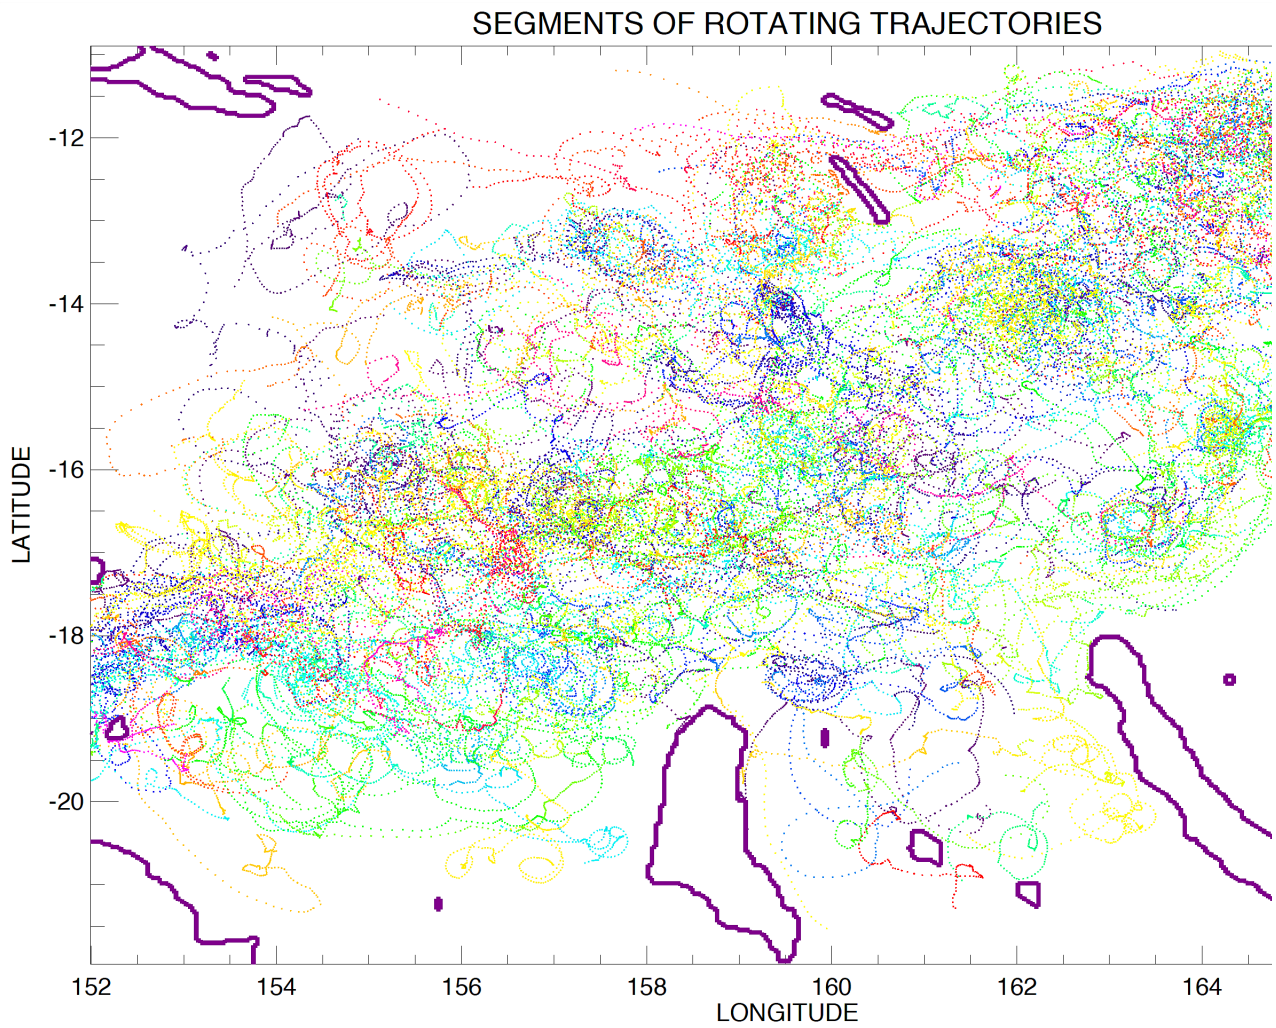 SEGMENTS OF ROTATING TRAJECTORIES
-12
-14
-16
-18
-20
LATITUDE
152 154 156 158 160 162 164
LONGITUDE